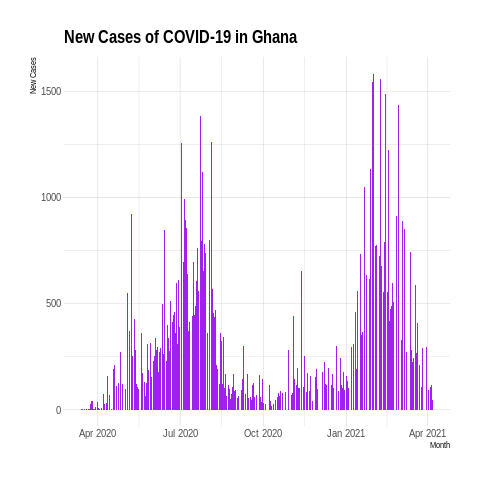 New Cases of COVID-19 in Ghana
New Cases
1500
1000
500
0
Apr 2020 Jul 2020 Oct 2020 Jan 2021 Apr 2021
Month